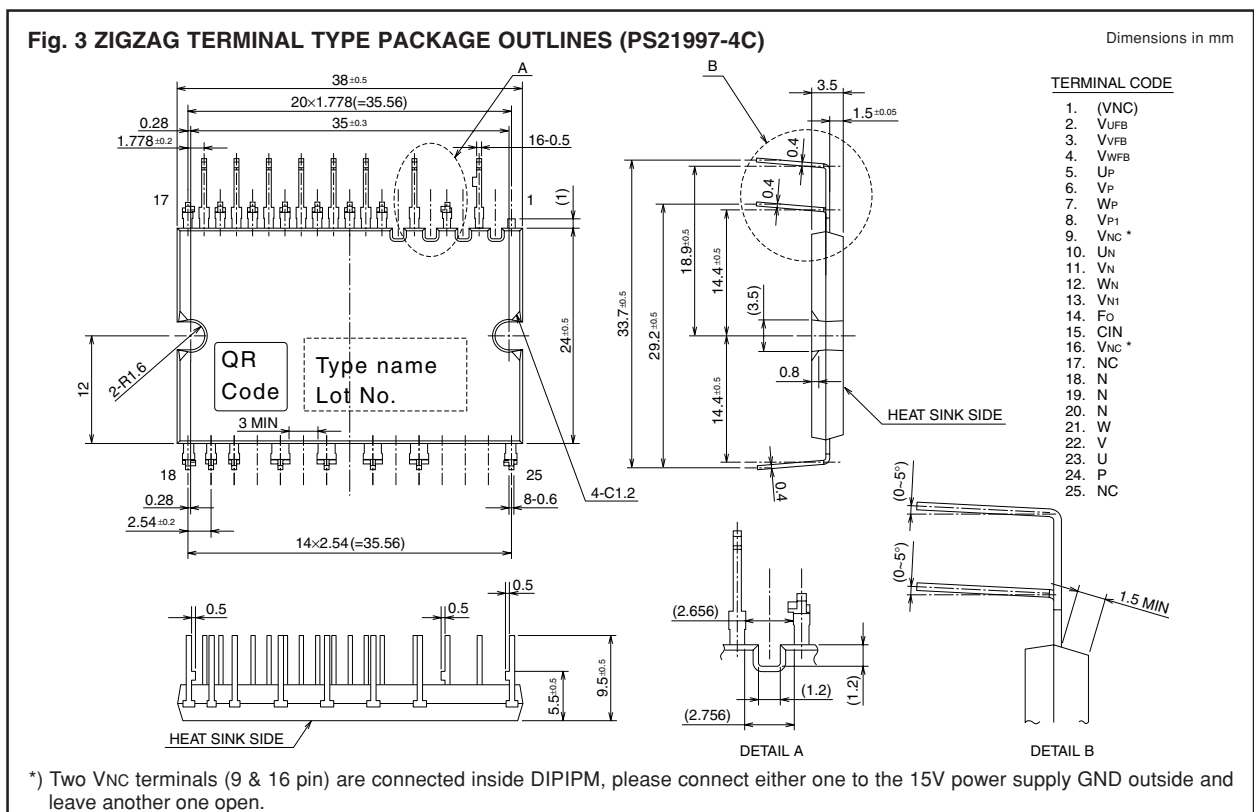 Fig. 3 ZIGZAG TERMINAL TYPE PACKAGE OUTLINES (PS21997-4C)
Dimensions in mm
A
38±0.5
20×1.778(=35.56)
0.28
35±0.3
1.778±0.2
16-0.5
17
1
(1)
2-R1.6
12
24±0.5
QR
Code
Type name
Lot No.
3 MIN
18
25
0.28
8-0.6
4-C1.2
2.54±0.2
14×2.54(=35.56)
B
3.5
1.5±0.05
0.4
0.4
33.7±0.5
29.2±0.5
18.9±0.5
14.4±0.5
(3.5)
0.8
14.4±0.5
HEAT SINK SIDE
0.4
TERMINAL CODE
1. (VNC)
2. VUFB
3. VVFB
4. VWFB
5. UP
6. VP
7. WP
8. VP1
9. VNC *
10. UN
11. VN
12. WN
13. VN1
14. FO
15. CIN
16. VNC *
17. NC
18. N
19. N
20. N
21. W
22. V
23. U
24. P
25. NC
0.5
0.5
0.5
5.5±0.5
9.5±0.5
HEAT SINK SIDE
(2.656)
(1.2)
(1.2)
(2.756)
DETAIL A
(0~5°)
(0~5°)
1.5 MIN
DETAIL B
*) Two VNC terminals (9 & 16 pin) are connected inside DIPIPM, please connect either one to the 15V power supply GND outside and
leave another one open.